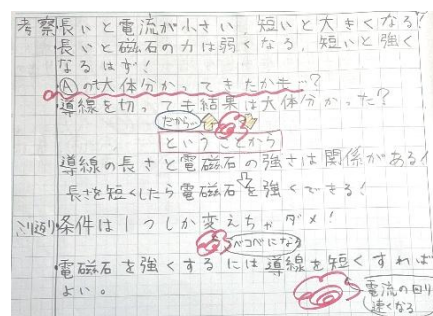 考察 長いと電流が小さい、短いと大きくなる!
長いと磁石の力は弱くなる、短いと強く
なるはず!
Ⓐの大体分かってきたかも…?
導線を切っても結果は大体分かった?
だから…
ということから
導線の長さと電磁石の強さは関係がある!
長さを短くしたら電磁石を強くできる!
ふり返り 条件は1つしか変えちゃダメ!
ベコベになる
電磁石を強くするには導線を短くすれば
よい。
電流の回り
速くなる